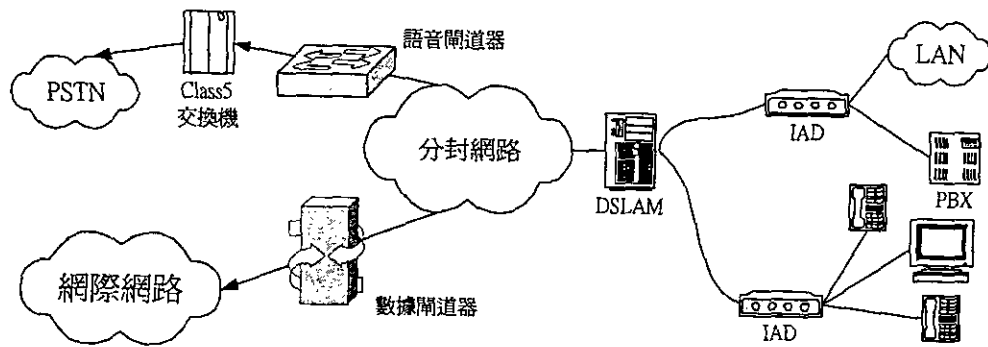 語音閘道器
PSTN
Class5
交換機
LAN
IAD
分封網路
DSLAM
PBX
網際網路
數據閘道器
IAD